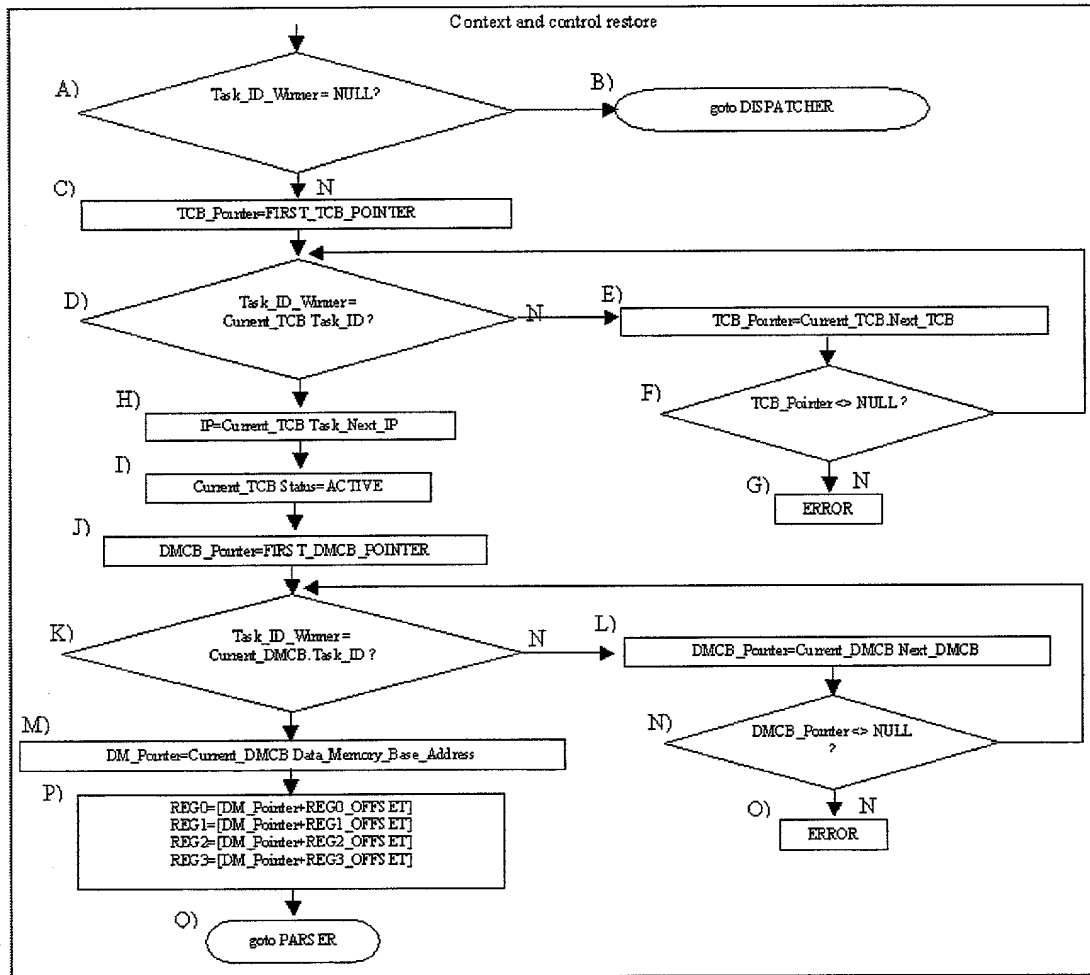 Context and control restore
A)
Task_ID_Winner = NULL?
B)
goto DISPATCHER
N
C)
TCB_Pointer=FIRST_TCB_POINTER
D)
Task_ID_Winner =
Current_TCB Task_ID ?
N
E)
TCB_Pointer=Current_TCB.Next_TCB
F)
TCB_Pointer <> NULL ?
N
G)
ERROR
H)
IP=Current_TCB Task_Next_IP
I)
Current_TCB Status=ACTIVE
J)
DMCB_Pointer=FIRST_DMCB_POINTER
K)
Task_ID_Winner =
Current_DMCB.Task_ID ?
N
L)
DMCB_Pointer=Current_DMCB Next_DMCB
N)
DMCB_Pointer <> NULL
?
N
O)
ERROR
M)
DM_Pointer=Current_DMCB Data_Memory_Base_Address
P)
REG0=[DM_Pointer+REG0_OFFSET]
REG1=[DM_Pointer+REG1_OFFSET]
REG2=[DM_Pointer+REG2_OFFSET]
REG3=[DM_Pointer+REG3_OFFSET]
Q)
goto PARSER